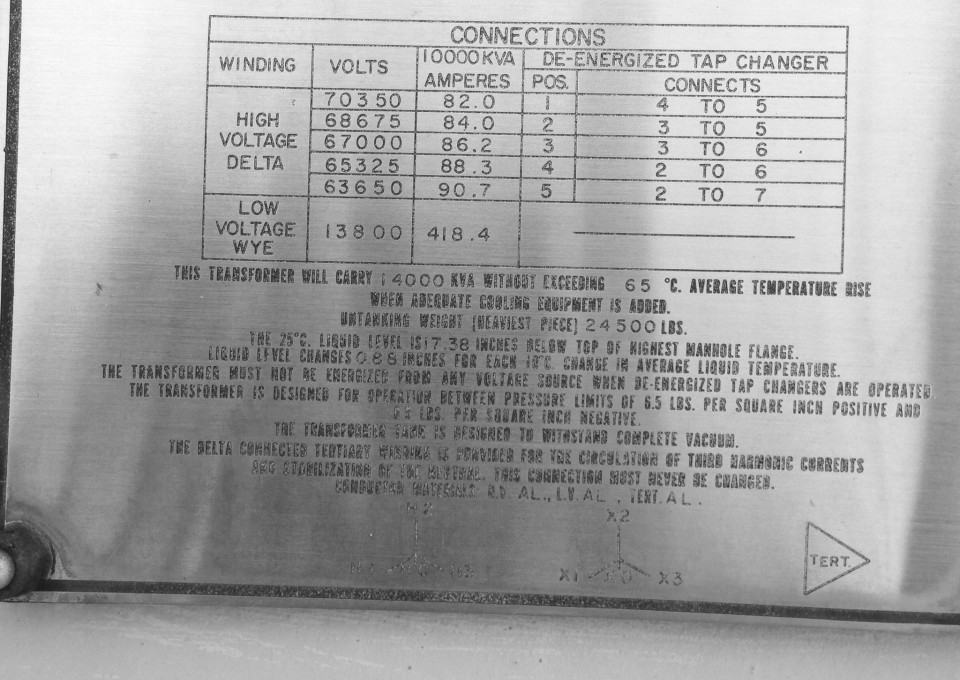 CONNECTIONS
WINDING VOLTS 10000 KVA AMPERES DE-ENERGIZED TAP CHANGER
POS. CONNECTS
HIGH VOLTAGE DELTA
70350 82.0 1 4 TO 5
68675 84.0 2 3 TO 5
67000 86.2 3 3 TO 6
65325 88.3 4 2 TO 6
63650 90.7 5 2 TO 7
LOW VOLTAGE WYE 13800 418.4
THIS TRANSFORMER WILL CARRY 14000 KVA WITHOUT EXCEEDING 65 °C. AVERAGE TEMPERATURE RISE
WHEN ADEQUATE COOLING EQUIPMENT IS ADDED.
UNTANKING WEIGHT (HEAVIEST PIECE) 24500 LBS.
THE 25°C. LIQUID LEVEL IS 17.38 INCHES BELOW TOP OF HIGHEST MANHOLE FLANGE.
LIQUID LEVEL CHANGES 0.88 INCHES FOR EACH 10°C. CHANGE IN AVERAGE LIQUID TEMPERATURE.
THE TRANSFORMER MUST NOT BE ENERGIZED FROM ANY VOLTAGE SOURCE WHEN DE-ENERGIZED TAP CHANGERS ARE OPERATED.
THE TRANSFORMER IS DESIGNED FOR OPERATION BETWEEN PRESSURE LIMITS OF 6.5 LBS. PER SQUARE INCH POSITIVE AND
LBS. PER SQUARE INCH NEGATIVE.
THE TRANSFORMER TANK IS DESIGNED TO WITHSTAND COMPLETE VACUUM.
THE DELTA CONNECTED TERTIARY WINDING IS PROVIDED FOR THE CIRCULATION OF THIRD HARMONIC CURRENTS
AND STABILIZATION OF THE NEUTRAL. THIS CONNECTION MUST NEVER BE CHANGED.
CONDUCTOR MATERIALS: H.V. AL., L.V. AL., TERT. AL.
H2 X2
X1 X0 X3
TERT.